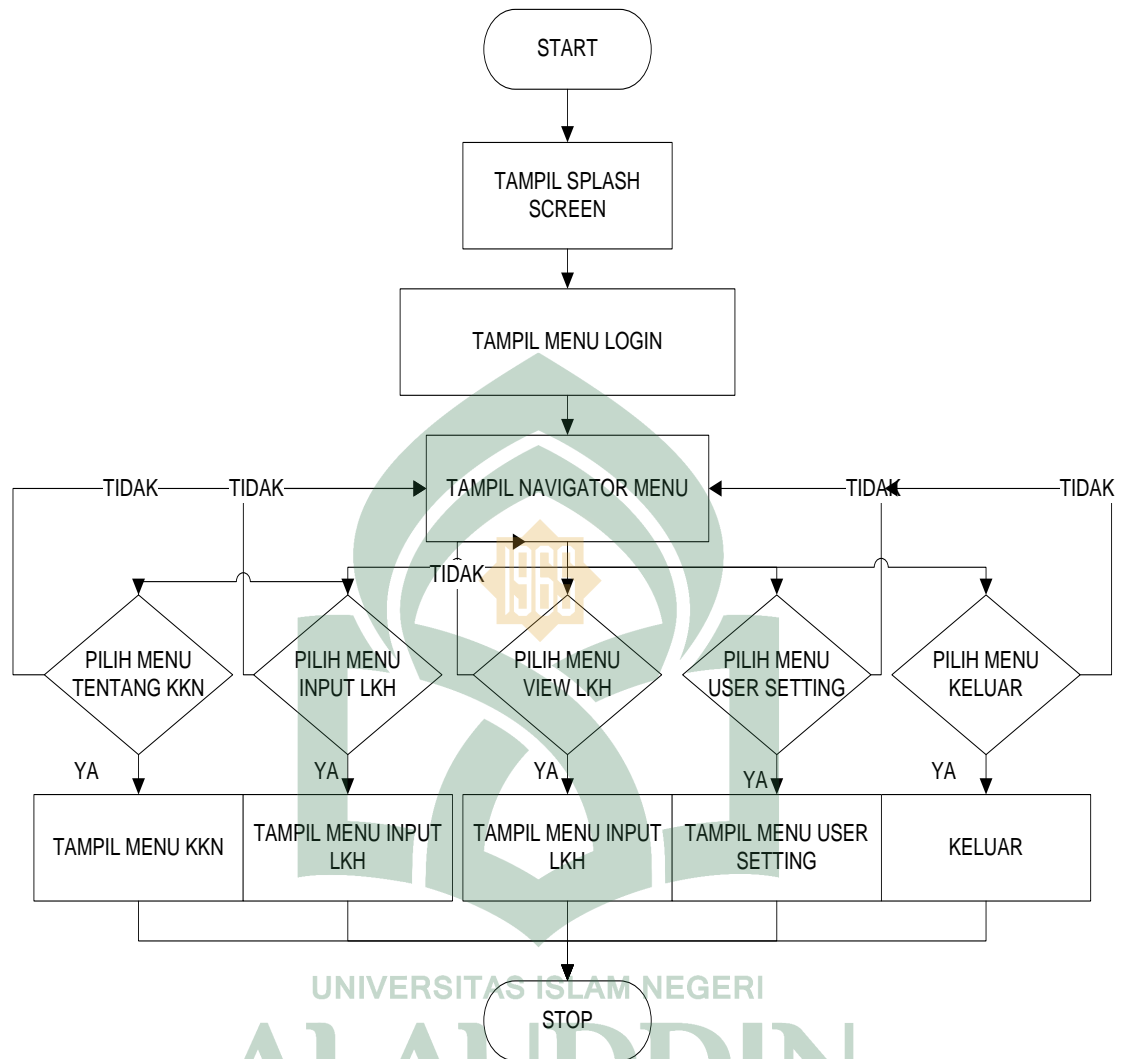 START
TAMPIL SPLASH
SCREEN
TAMPIL MENU LOGIN
TAMPIL NAVIGATOR MENU
TIDAK
TIDAK
TIDAK
TIDAK
TIDAK
1965
PILIH MENU
TENTANG KKN
PILIH MENU
INPUT LKH
PILIH MENU
VIEW LKH
PILIH MENU
USER SETTING
PILIH MENU
KELUAR
YA
YA
YA
YA
YA
TAMPIL MENU KKN
TAMPIL MENU INPUT
LKH
TAMPIL MENU INPUT
LKH
TAMPIL MENU USER
SETTING
KELUAR
UNIVERSITAS ISLAM NEGERI
STOP
ALAUDDIN